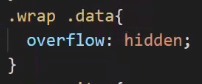 .wrap .data{
overflow: hidden;
}